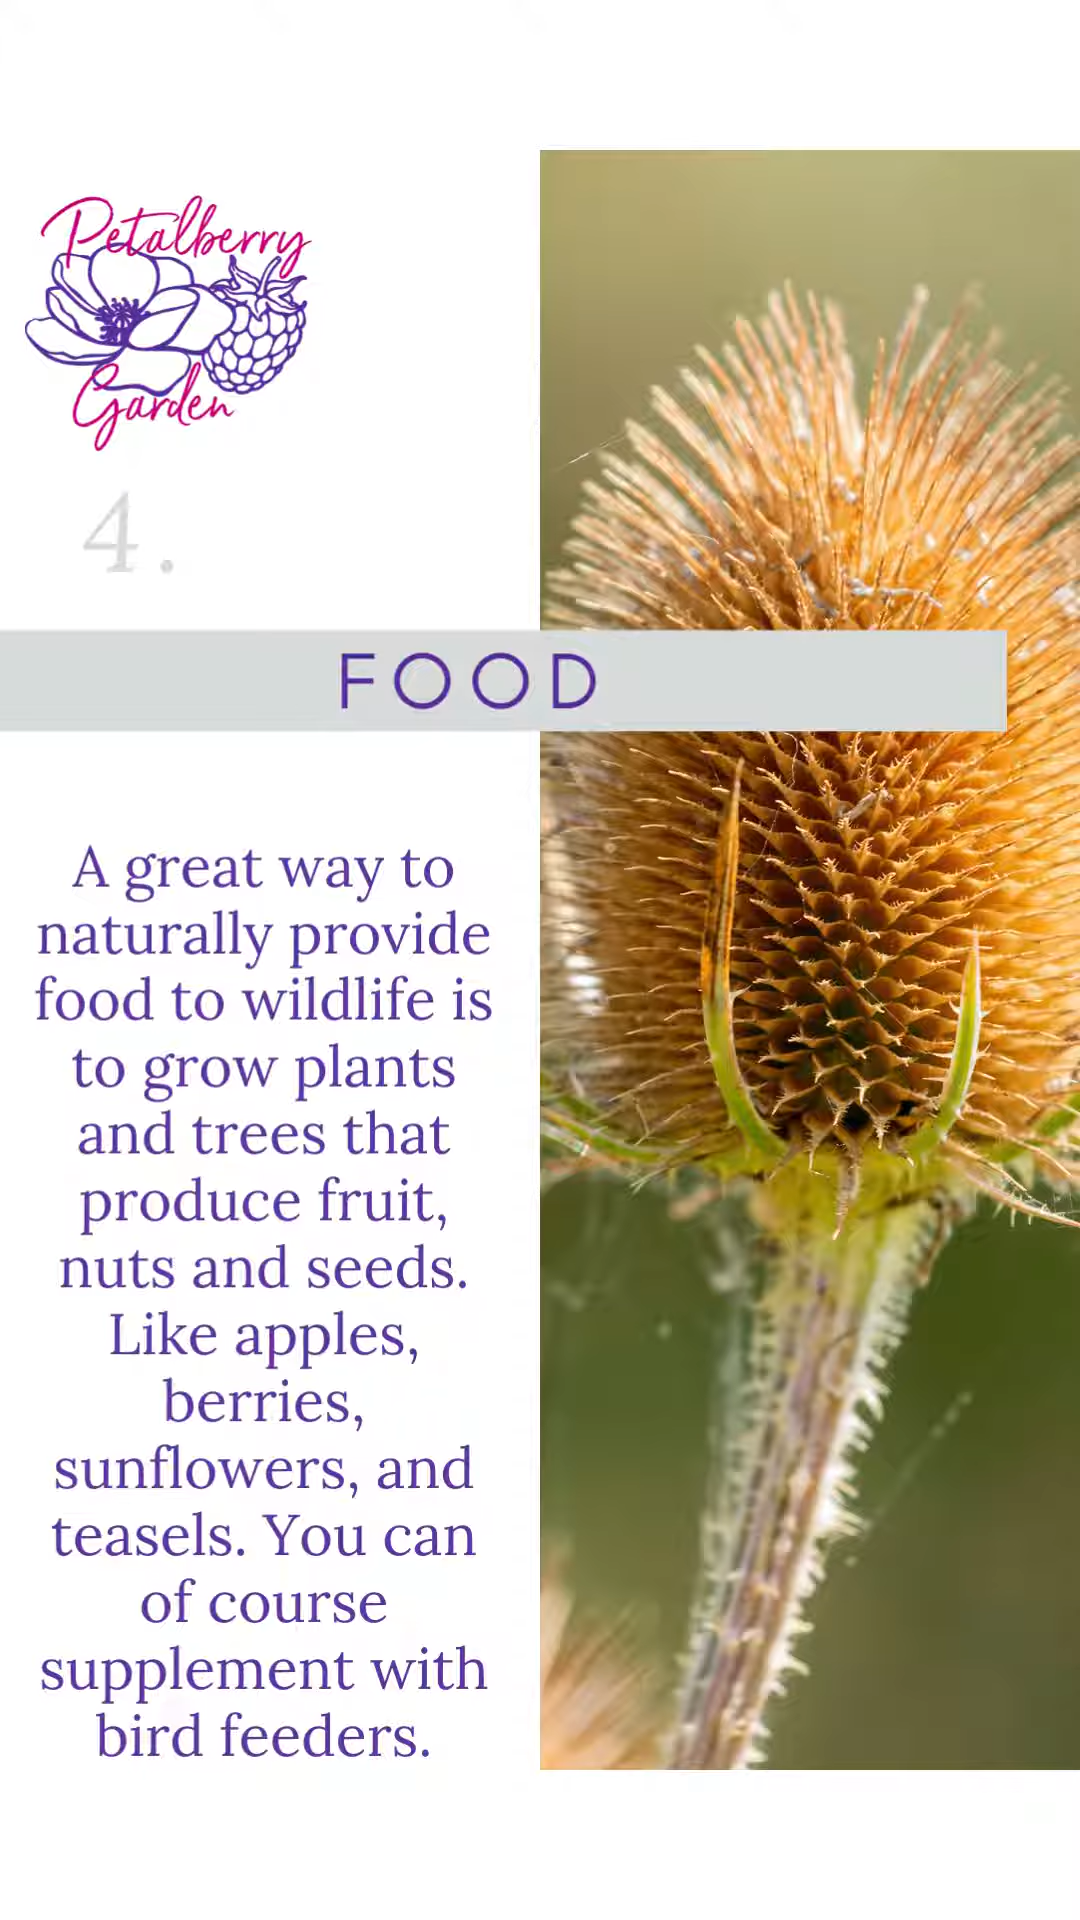 Petalberry
Garden
4.
FOOD
A great way to
naturally provide
food to wildlife is
to grow plants
and trees that
produce fruit,
nuts and seeds.
Like apples,
berries,
sunflowers, and
teasels. You can
of course
supplement with
bird feeders.